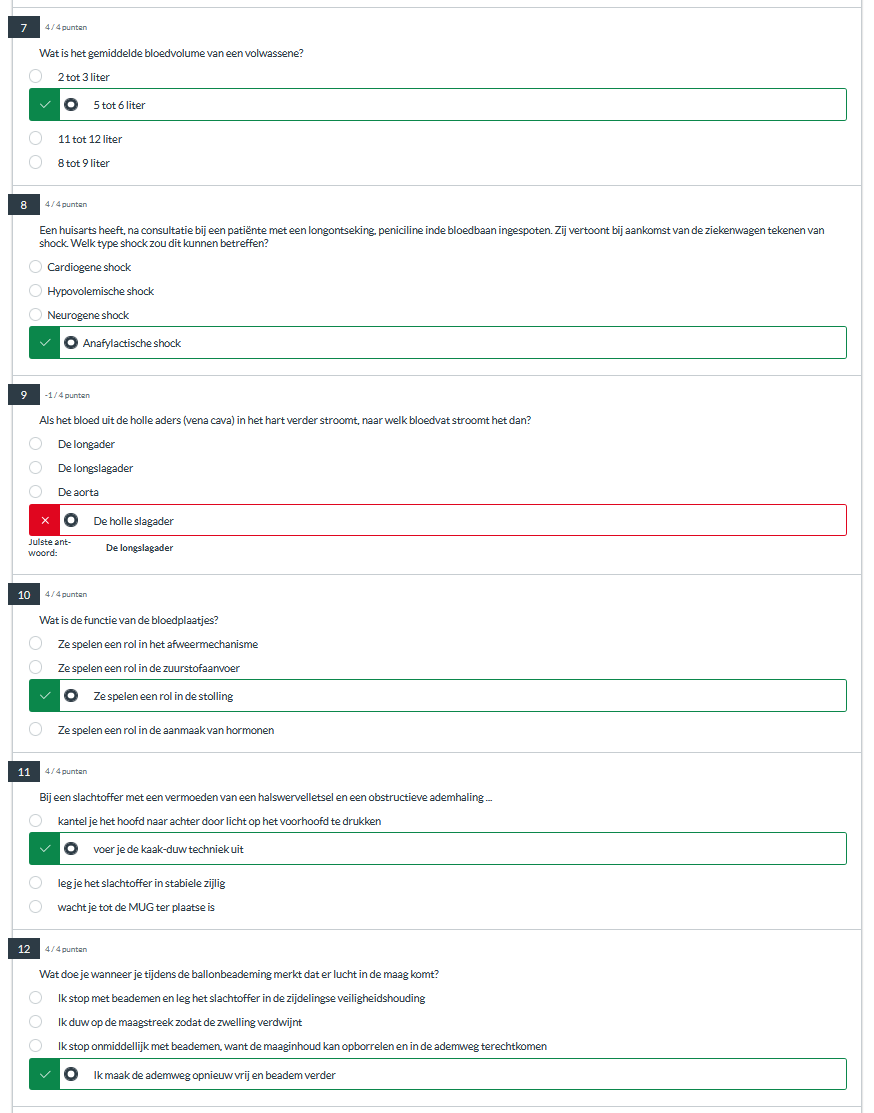 7
4 / 4 punten
Wat is het gemiddelde bloedvolume van een volwassene?
2 tot 3 liter
5 tot 6 liter
11 tot 12 liter
8 tot 9 liter
8
4 / 4 punten
Een huisarts heeft, na consultatie bij een patiënte met een longontseking, peniciline inde bloedbaan ingespoten. Zij vertoont bij aankomst van de ziekenwagen tekenen van
shock. Welk type shock zou dit kunnen betreffen?
Cardiogene shock
Hypovolemische shock
Neurogene shock
Anafylactische shock
9
-1 / 4 punten
Als het bloed uit de holle aders (vena cava) in het hart verder stroomt, naar welk bloedvat stroomt het dan?
De longader
De longslagader
De aorta
De holle slagader
Juiste ant-
woord:
De longslagader
10
4 / 4 punten
Wat is de functie van de bloedplaatjes?
Ze spelen een rol in het afweermechanisme
Ze spelen een rol in de zuurstofaanvoer
Ze spelen een rol in de stolling
Ze spelen een rol in de aanmaak van hormonen
11
4 / 4 punten
Bij een slachtoffer met een vermoeden van een halswervelletsel en een obstructieve ademhaling ...
kantel je het hoofd naar achter door licht op het voorhoofd te drukken
voer je de kaak-duw techniek uit
leg je het slachtoffer in stabiele zijlig
wacht je tot de MUG ter plaatse is
12
4 / 4 punten
Wat doe je wanneer je tijdens de ballonbeademing merkt dat er lucht in de maag komt?
Ik stop met beademen en leg het slachtoffer in de zijdelingse veiligheidshouding
Ik duw op de maagstreek zodat de zwelling verdwijnt
Ik stop onmiddellijk met beademen, want de maaginhoud kan opborrelen en in de ademweg terechtkomen
Ik maak de ademweg opnieuw vrij en beadem verder